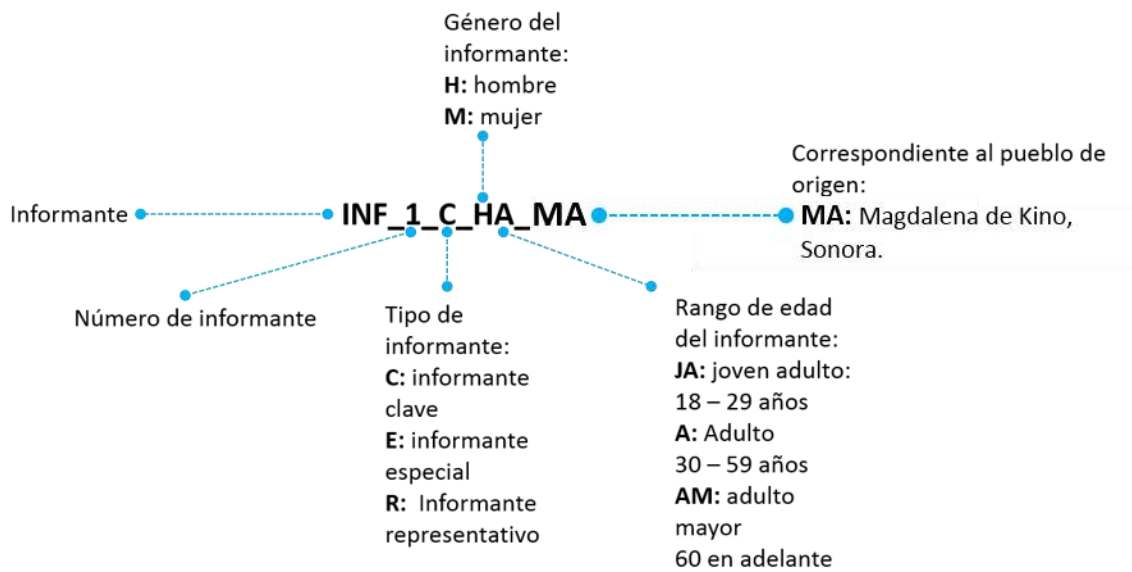 Género del
informante:
H: hombre
M: mujer
Correspondiente al pueblo de
origen:
MA: Magdalena de Kino,
Sonora.
Informante
INF_1_C_HA_MA
Número de informante
Tipo de
informante:
C: informante
clave
E: informante
especial
R: Informante
representativo
Rango de edad
del informante:
JA: joven adulto:
18 – 29 años
A: Adulto
30 – 59 años
AM: adulto
mayor
60 en adelante